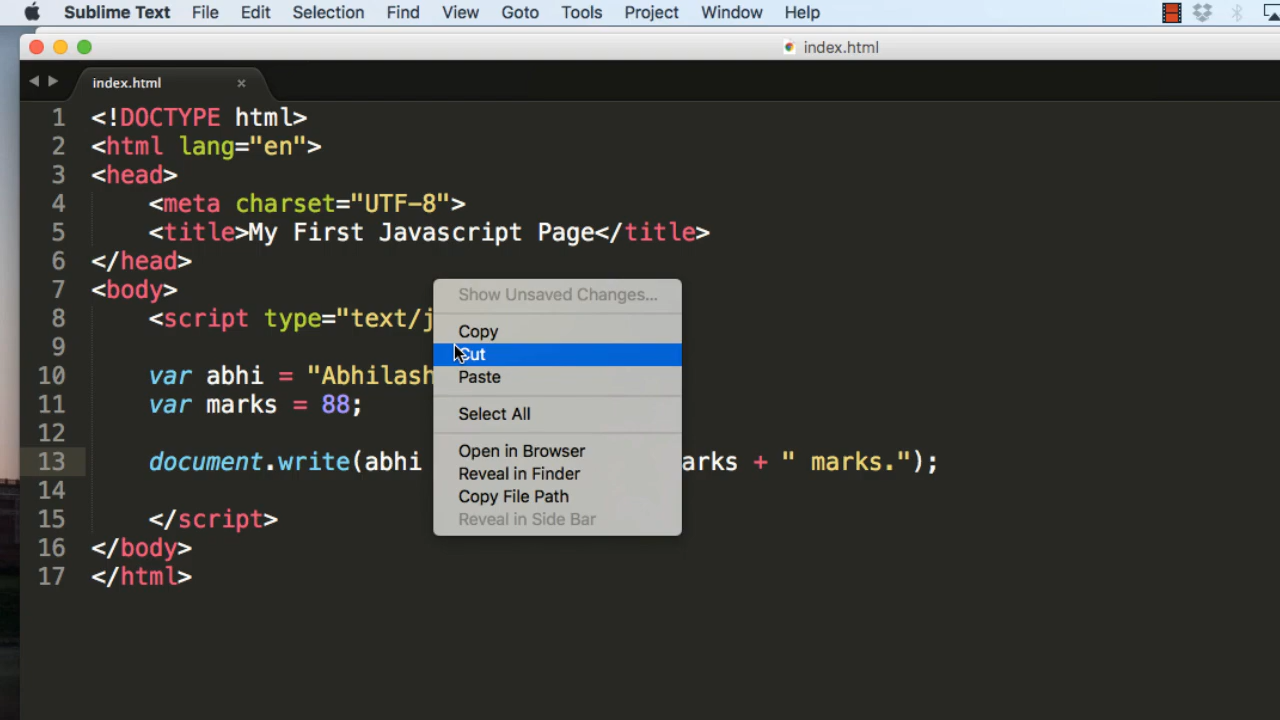 Sublime Text File Edit Selection Find View Goto Tools Project Window Help
index.html
index.html ×
1 <!DOCTYPE html>
2 <html lang="en">
3 <head>
4 <meta charset="UTF-8">
5 <title>My First Javascript Page</title>
6 </head>
7 <body>
8 <script type="text/j
9
10 var abhi = "Abhilash
11 var marks = 88;
12
13 document.write(abhi arks + " marks.");
14
15 </script>
16 </body>
17 </html>
Show Unsaved Changes...
Copy
Cut
Paste
Select All
Open in Browser
Reveal in Finder
Copy File Path
Reveal in Side Bar